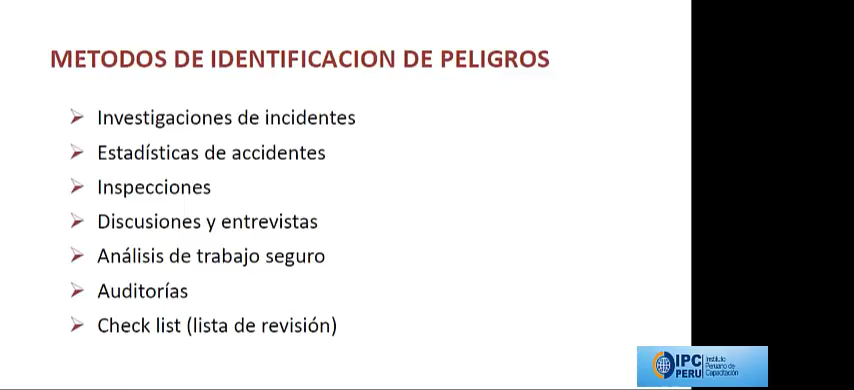 METODOS DE IDENTIFICACION DE PELIGROS
Investigaciones de incidentes
Estadísticas de accidentes
Inspecciones
Discusiones y entrevistas
Análisis de trabajo seguro
Auditorías
Check list (lista de revisión)
IPC
PERU
Instituto
Peruano de
Capacitación